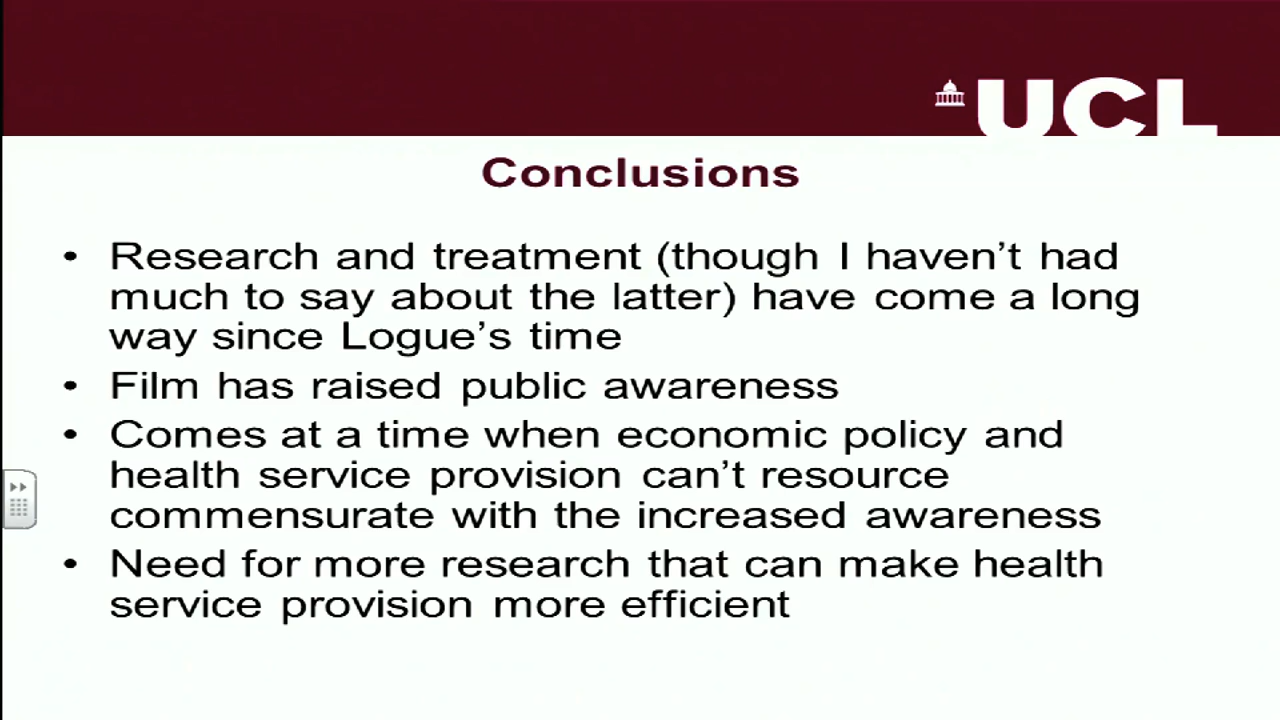 UCL
Conclusions
• Research and treatment (though I haven't had
much to say about the latter) have come a long
way since Logue's time
• Film has raised public awareness
• Comes at a time when economic policy and
health service provision can't resource
commensurate with the increased awareness
• Need for more research that can make health
service provision more efficient